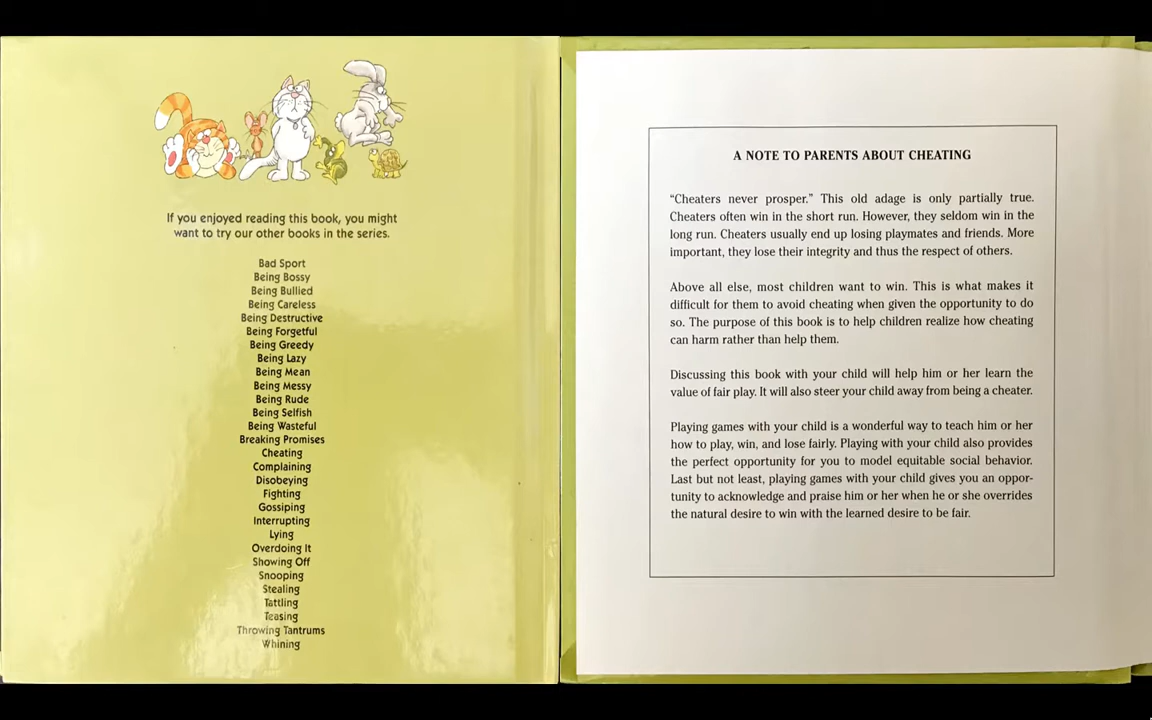 If you enjoyed reading this book, you might
want to try our other books in the series.
Bad Sport
Being Bossy
Being Bullied
Being Careless
Being Destructive
Being Forgetful
Being Greedy
Being Lazy
Being Mean
Being Messy
Being Rude
Being Selfish
Being Wasteful
Breaking Promises
Cheating
Complaining
Disobeying
Fighting
Gossiping
Interrupting
Lying
Overdoing It
Showing Off
Snooping
Stealing
Tattling
Teasing
Throwing Tantrums
Whining
A NOTE TO PARENTS ABOUT CHEATING
“Cheaters never prosper.” This old adage is only partially true.
Cheaters often win in the short run. However, they seldom win in the
long run. Cheaters usually end up losing playmates and friends. More
important, they lose their integrity and thus the respect of others.
Above all else, most children want to win. This is what makes it
difficult for them to avoid cheating when given the opportunity to do
so. The purpose of this book is to help children realize how cheating
can harm rather than help them.
Discussing this book with your child will help him or her learn the
value of fair play. It will also steer your child away from being a cheater.
Playing games with your child is a wonderful way to teach him or her
how to play, win, and lose fairly. Playing with your child also provides
the perfect opportunity for you to model equitable social behavior.
Last but not least, playing games with your child gives you an oppor-
tunity to acknowledge and praise him or her when he or she overrides
the natural desire to win with the learned desire to be fair.